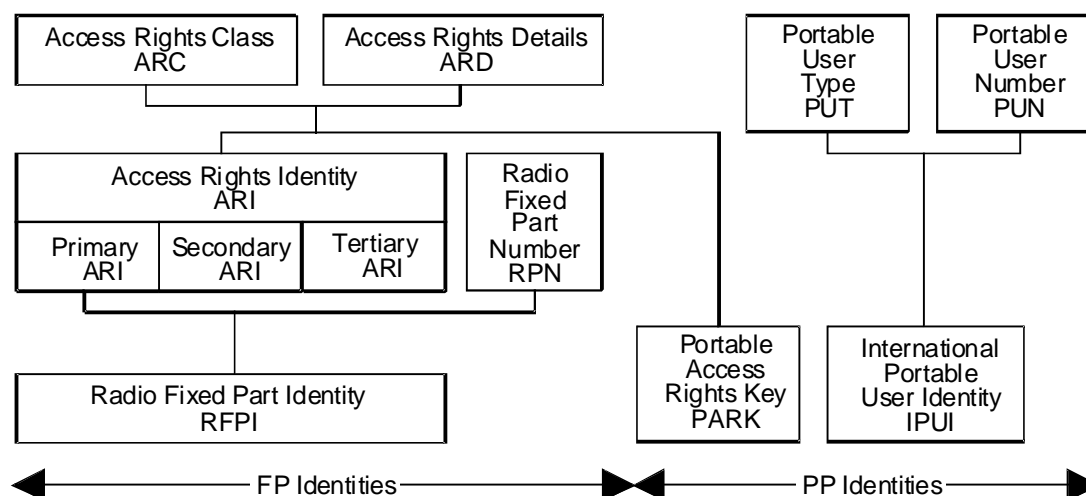 Access Rights Class
ARC
Access Rights Details
ARD
Portable
User
Type
PUT
Portable
User
Number
PUN
Access Rights Identity
ARI
Primary
ARI
Secondary
ARI
Tertiary
ARI
Radio
Fixed
Part
Number
RPN
Radio Fixed Part Identity
RFPI
Portable
Access
Rights Key
PARK
International
Portable
User Identity
IPUI
FP Identities
PP Identities